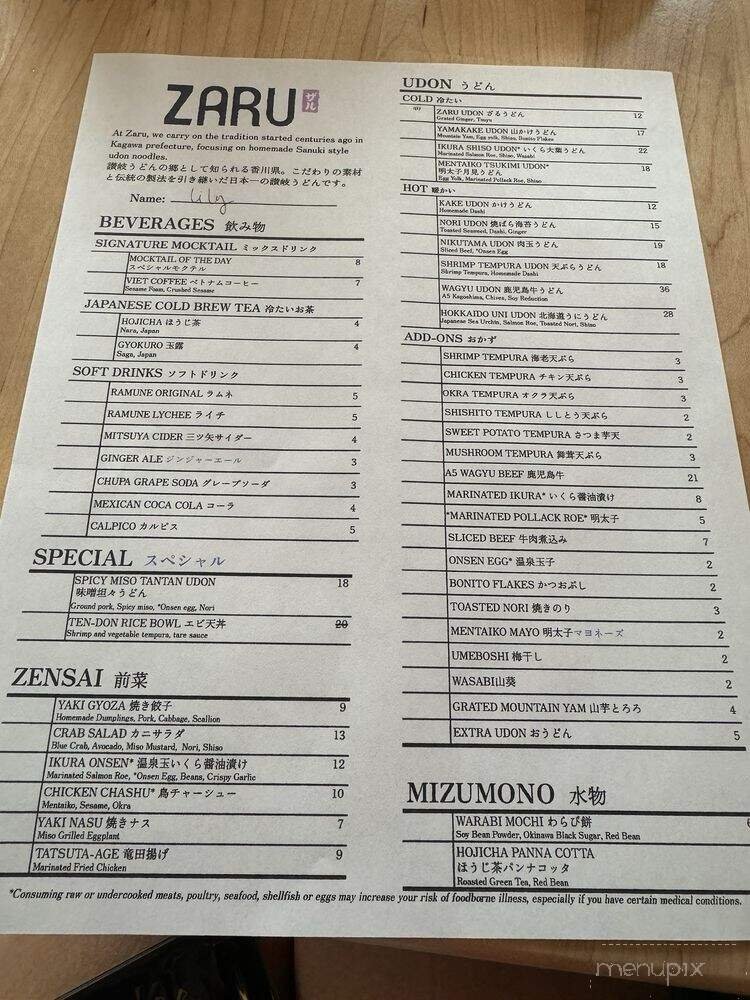 ZARU ザル
At Zaru, we carry on the tradition started centuries ago in
Kagawa prefecture, focusing on homemade Sanuki style
udon noodles.
讃岐うどんの郷として知られる香川県。こだわりの素材
と伝統の製法を引き継いだ日本一の讃岐うどんです。
Name: Lily
BEVERAGES 飲み物
SIGNATURE MOCKTAIL ミックスドリンク
MOCKTAIL OF THE DAY 8
スペシャルモクテル
VIET COFFEE ベトナムコーヒー 7
Sesame Foam, Crushed Sesame
JAPANESE COLD BREW TEA 冷たいお茶
HOJICHA ほうじ茶 4
Nara, Japan
GYOKURO 玉露 4
Saga, Japan
SOFT DRINKS ソフトドリンク
RAMUNE ORIGINAL ラムネ 5
RAMUNE LYCHEE ライチ 5
MITSUYA CIDER 三ツ矢サイダー 4
GINGER ALE ジンジャーエール 3
CHUPA GRAPE SODA グレープソーダ 3
MEXICAN COCA COLA コーラ 4
CALPICO カルピス 5
SPECIAL スペシャル
SPICY MISO TANTAN UDON 18
味噌坦々うどん
Ground pork, Spicy miso, *Onsen egg, Nori
TEN-DON RICE BOWL エビ天丼 20
Shrimp and vegetable tempura, tare sauce
ZENSAI 前菜
YAKI GYOZA 焼き餃子 9
Homemade Dumplings, Pork, Cabbage, Scallion
CRAB SALAD カニサラダ 13
Blue Crab, Avocado, Miso Mustard, Nori, Shiso
IKURA ONSEN* 温泉玉いくら醤油漬け 12
Marinated Salmon Roe, *Onsen Egg, Beans, Crispy Garlic
CHICKEN CHASHU* 鳥チャーシュー 10
Mentaiko, Sesame, Okra
YAKI NASU 焼きナス 7
Miso Grilled Eggplant
TATSUTA-AGE 竜田揚げ 9
Marinated Fried Chicken
UDON うどん
COLD 冷たい
ZARU UDON ざるうどん 12
Grated Ginger, Tsuyu
YAMAKAKE UDON 山かけうどん 17
Mountain Yam, Egg yolk, Shiso, Bonito Flakes
IKURA SHISO UDON* いくら大葉うどん 22
Marinated Salmon Roe, Shiso, Wasabi
MENTAIKO TSUKIMI UDON* 18
明太子月見うどん
Egg Yolk, Marinated Pollack Roe, Shiso
HOT 暖かい
KAKE UDON かけうどん 12
Homemade Dashi
NORI UDON 焼ばら海苔うどん 15
Toasted Seaweed, Dashi, Ginger
NIKUTAMA UDON 肉玉うどん 19
Sliced Beef, *Onsen Egg
SHRIMP TEMPURA UDON 天ぷらうどん 18
Shrimp Tempura, Homemade Dashi
WAGYU UDON 鹿児島牛うどん 36
A5 Kagoshima, Chives, Soy Reduction
HOKKAIDO UNI UDON 北海道うにうどん 28
Japanese Sea Urchin, Salmon Roe, Toasted Nori, Shiso
ADD-ONS おかず
SHRIMP TEMPURA 海老天ぷら 3
CHICKEN TEMPURA チキン天ぷら 3
OKRA TEMPURA オクラ天ぷら 3
SHISHITO TEMPURA ししとう天ぷら 2
SWEET POTATO TEMPURA さつま芋天 2
MUSHROOM TEMPURA 舞茸天ぷら 3
A5 WAGYU BEEF 鹿児島牛 21
MARINATED IKURA* いくら醤油漬け 8
*MARINATED POLLACK ROE* 明太子 5
SLICED BEEF 牛肉煮込み 7
ONSEN EGG* 温泉玉子 2
BONITO FLAKES かつおぶし 2
TOASTED NORI 焼きのり 3
MENTAIKO MAYO 明太子マヨネーズ 2
UMEBOSHI 梅干し 2
WASABI 山葵 2
GRATED MOUNTAIN YAM 山芋とろろ 4
EXTRA UDON おうどん 5
MIZUMONO 水物
WARABI MOCHI わらび餅
Soy Bean Powder, Okinawa Black Sugar, Red Bean
HOJICHA PANNA COTTA
ほうじ茶パンナコッタ
Roasted Green Tea, Red Bean
*Consuming raw or undercooked meats, poultry, seafood, shellfish or eggs may increase your risk of foodborne illness, especially if you have certain medical conditions.
menupix